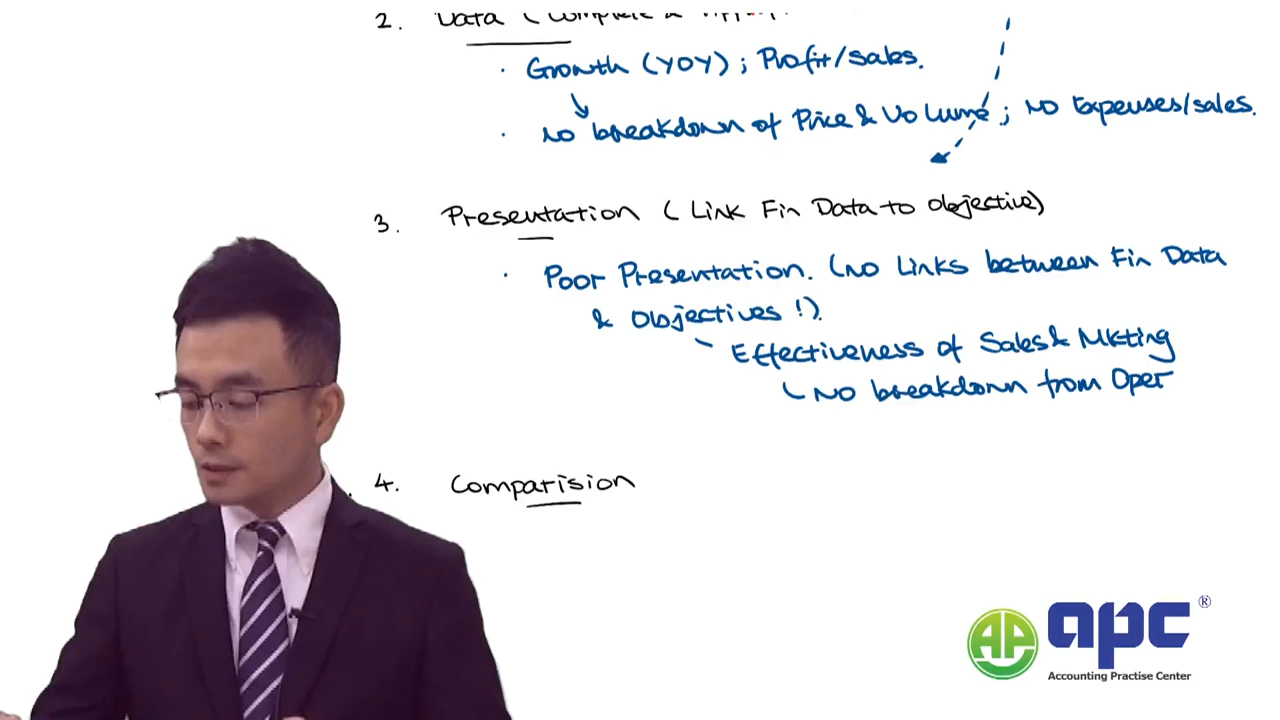 2. Data (Complete &
· Growth (YOY) ; Profit/sales.
· No breakdown of Price & Volume ; No Expenses/sales.
3. Presentation ( Link Fin Data to objective)
· Poor Presentation. (no Links between Fin Data
& objectives !).
Effectiveness of Sales & Mkting
No breakdown from Oper
4. Comparision
apc®
AP
Accounting Practise Center